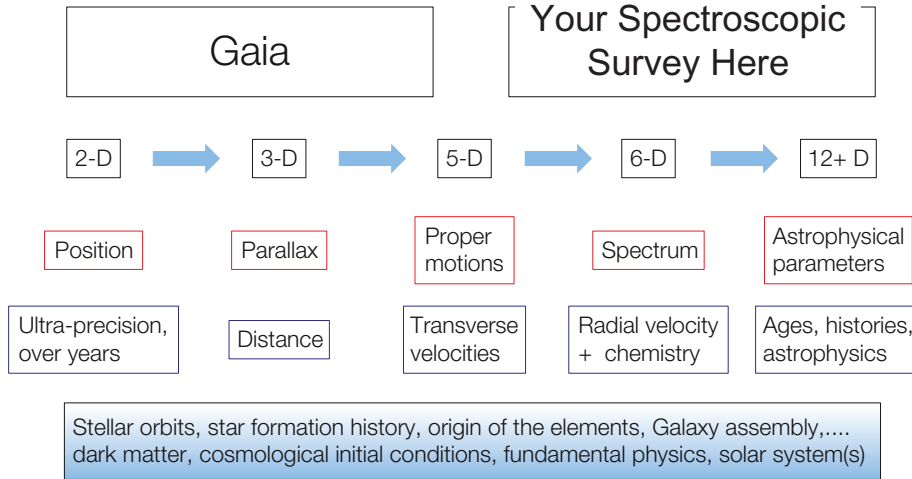 Gaia
Your Spectroscopic
Survey Here
2-D
3-D
5-D
6-D
12+ D
Position
Parallax
Proper
motions
Spectrum
Astrophysical
parameters
Ultra-precision,
over years
Distance
Transverse
velocities
Radial velocity
+ chemistry
Ages, histories,
astrophysics
Stellar orbits, star formation history, origin of the elements, Galaxy assembly,....
dark matter, cosmological initial conditions, fundamental physics, solar system(s)